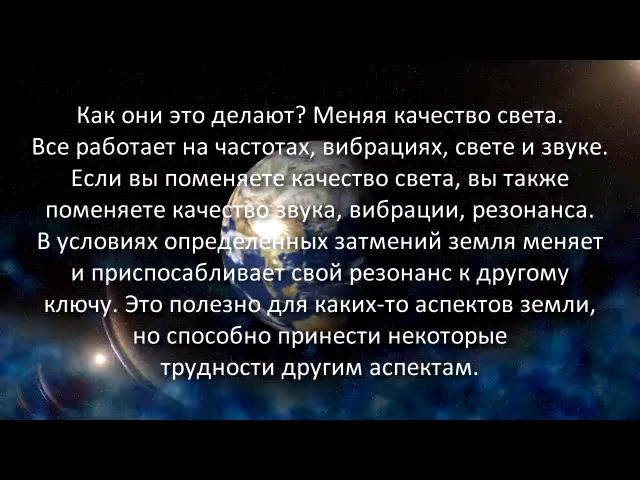 Как они это делают? Меняя качество света.
Все работает на частотах, вибрациях, свете и звуке.
Если вы поменяете качество света, вы также
поменяете качество звука, вибрации, резонанса.
В условиях определенных затмений земля меняет
и приспосабливает свой резонанс к другому
ключу. Это полезно для каких-то аспектов земли,
но способно принести некоторые
трудности другим аспектам.